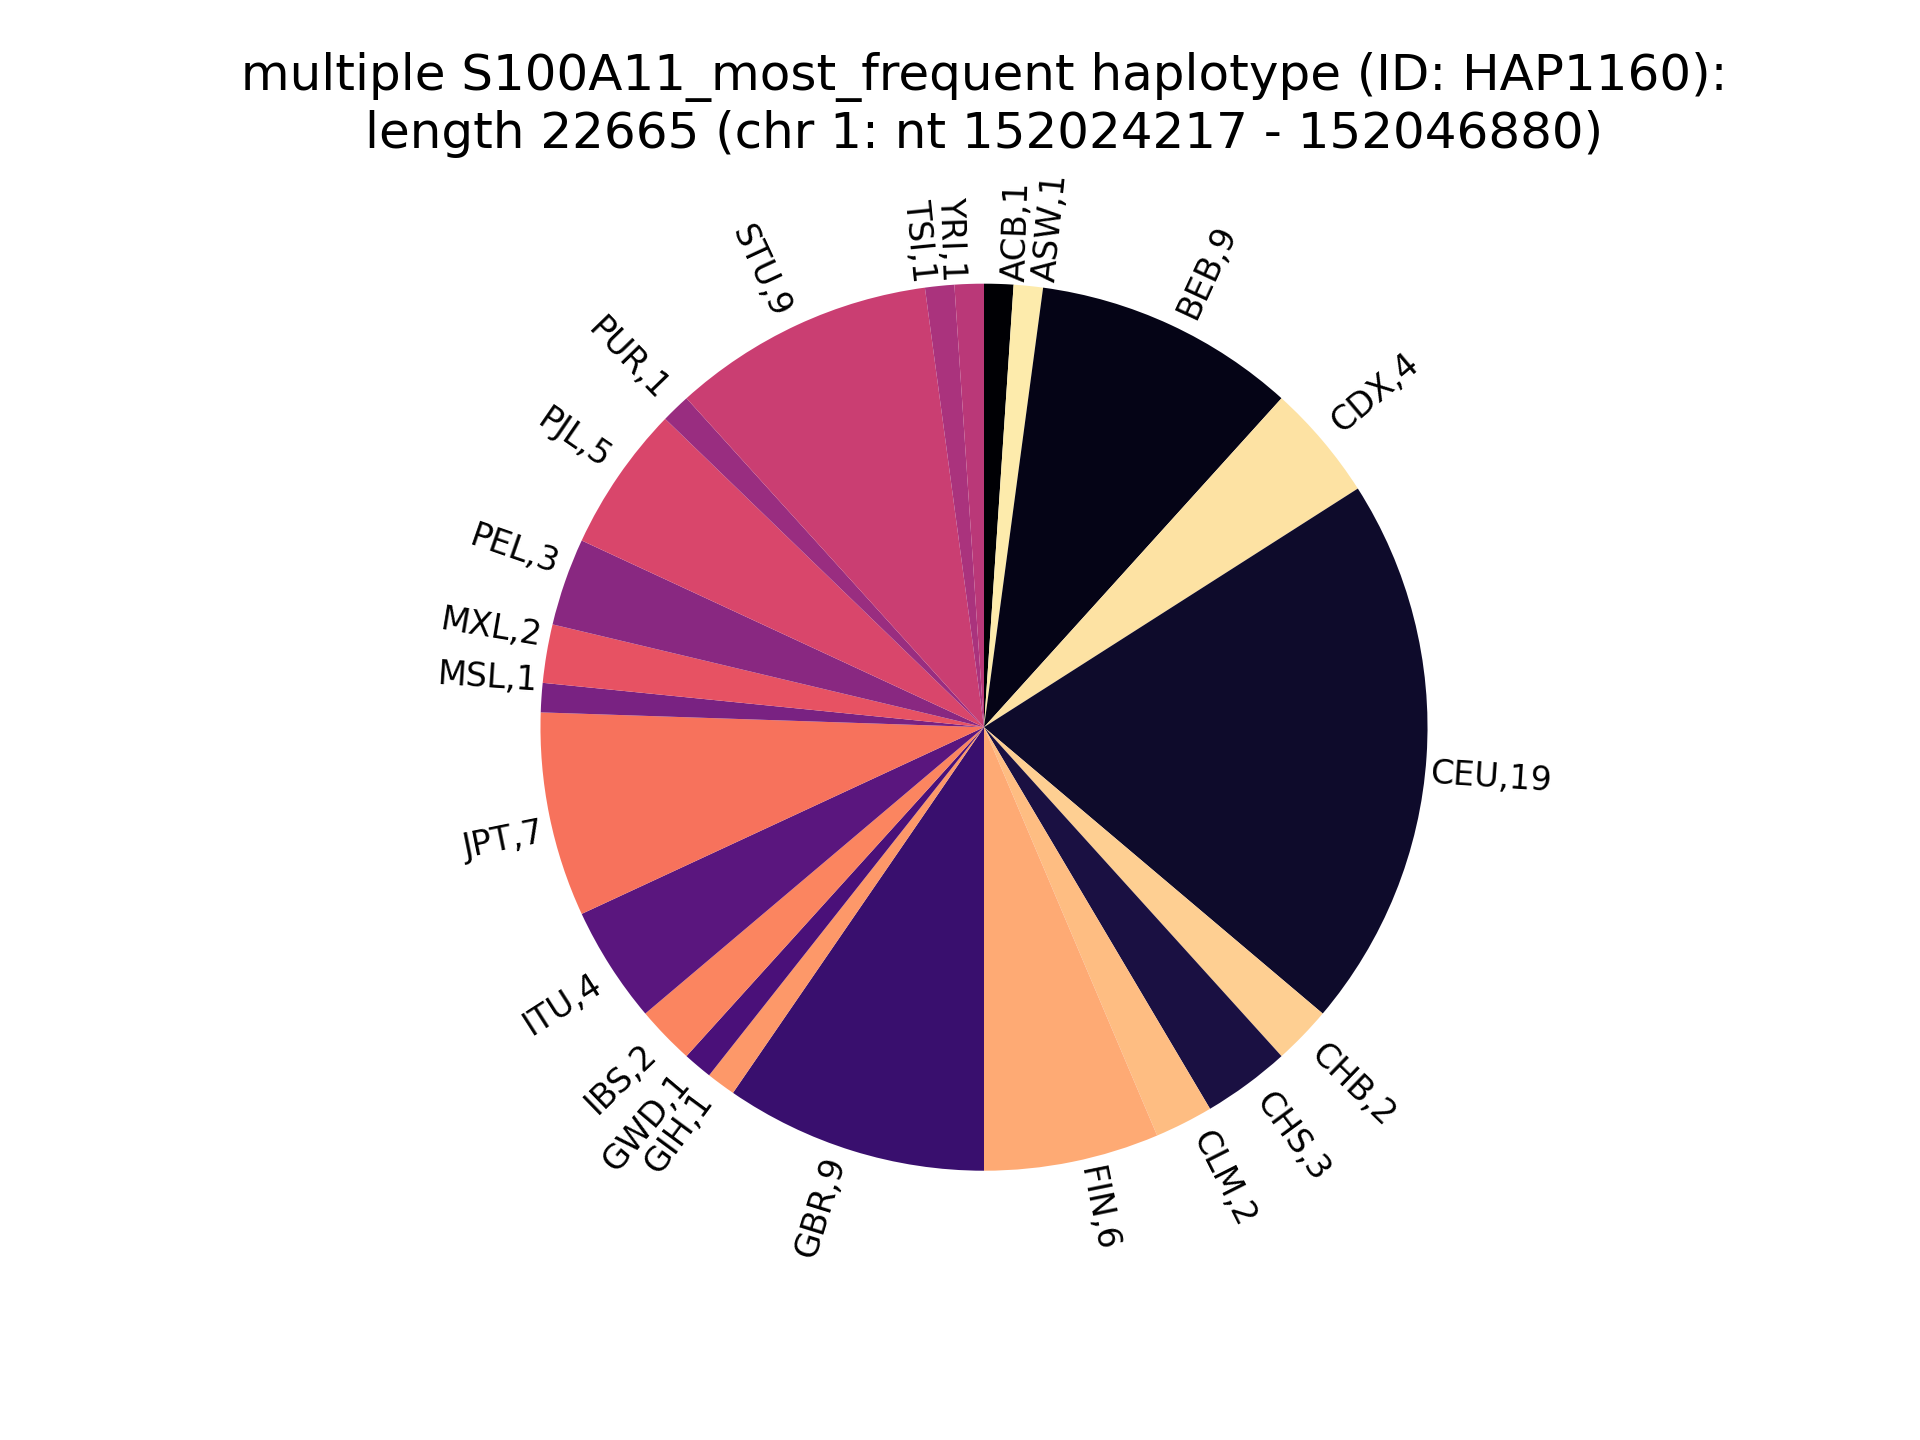 multiple S100A11_most_frequent haplotype (ID: HAP1160):
length 22665 (chr 1: nt 152024217 - 152046880)
ACB,1
ASW,1
BEB,9
CDX,4
CEU,19
CHB,2
CHS,3
CLM,2
FIN,6
GBR,9
GIH,1
GWD,1
IBS,2
ITU,4
JPT,7
MSL,1
MXL,2
PEL,3
PJL,5
PUR,1
STU,9
TSI,1
YRI,1